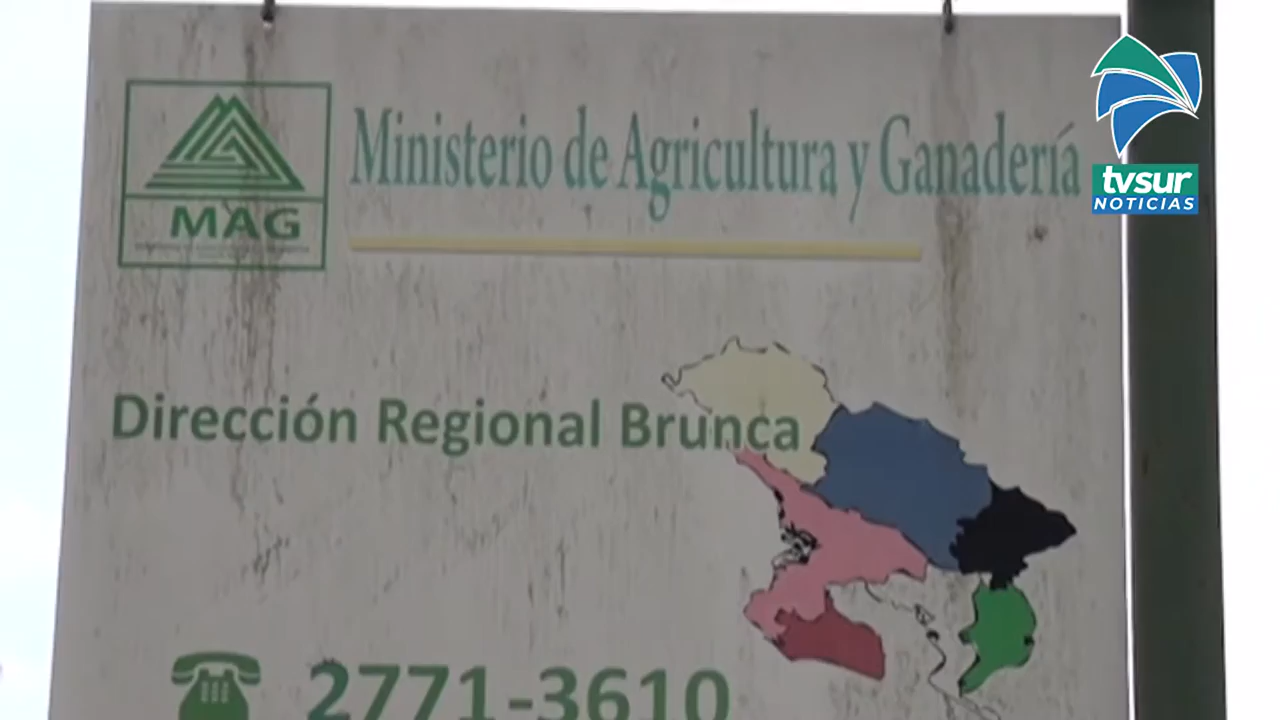 Ministerio de Agricultura y Ganadería
MAG
tvsur
NOTICIAS
Dirección Regional Brunca
2771-3610